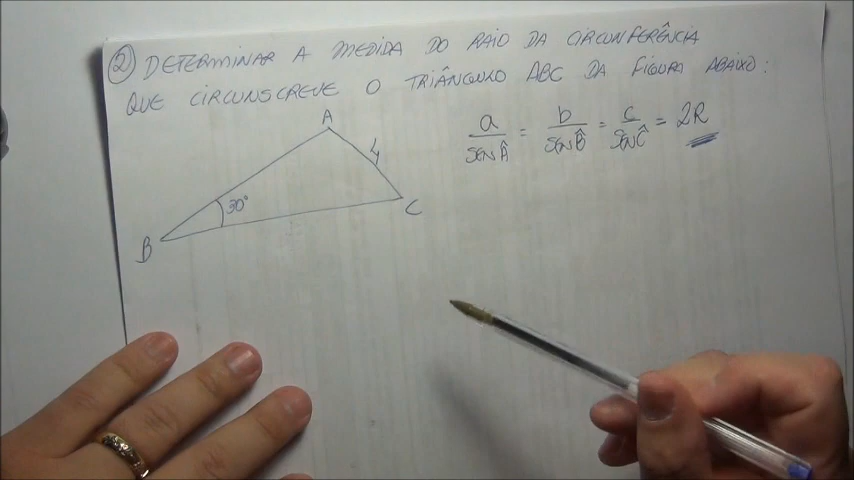 2 DETERMINAR A MEDIDA DO RAIO DA CIRCUNFERÊNCIA
QUE CIRCUNSCREVE O TRIÂNGULO ABC DA FIGURA ABAIXO:
a/SEN Â = b/SEN B̂ = c/SEN Ĉ = 2R
A
4
30°
C
B